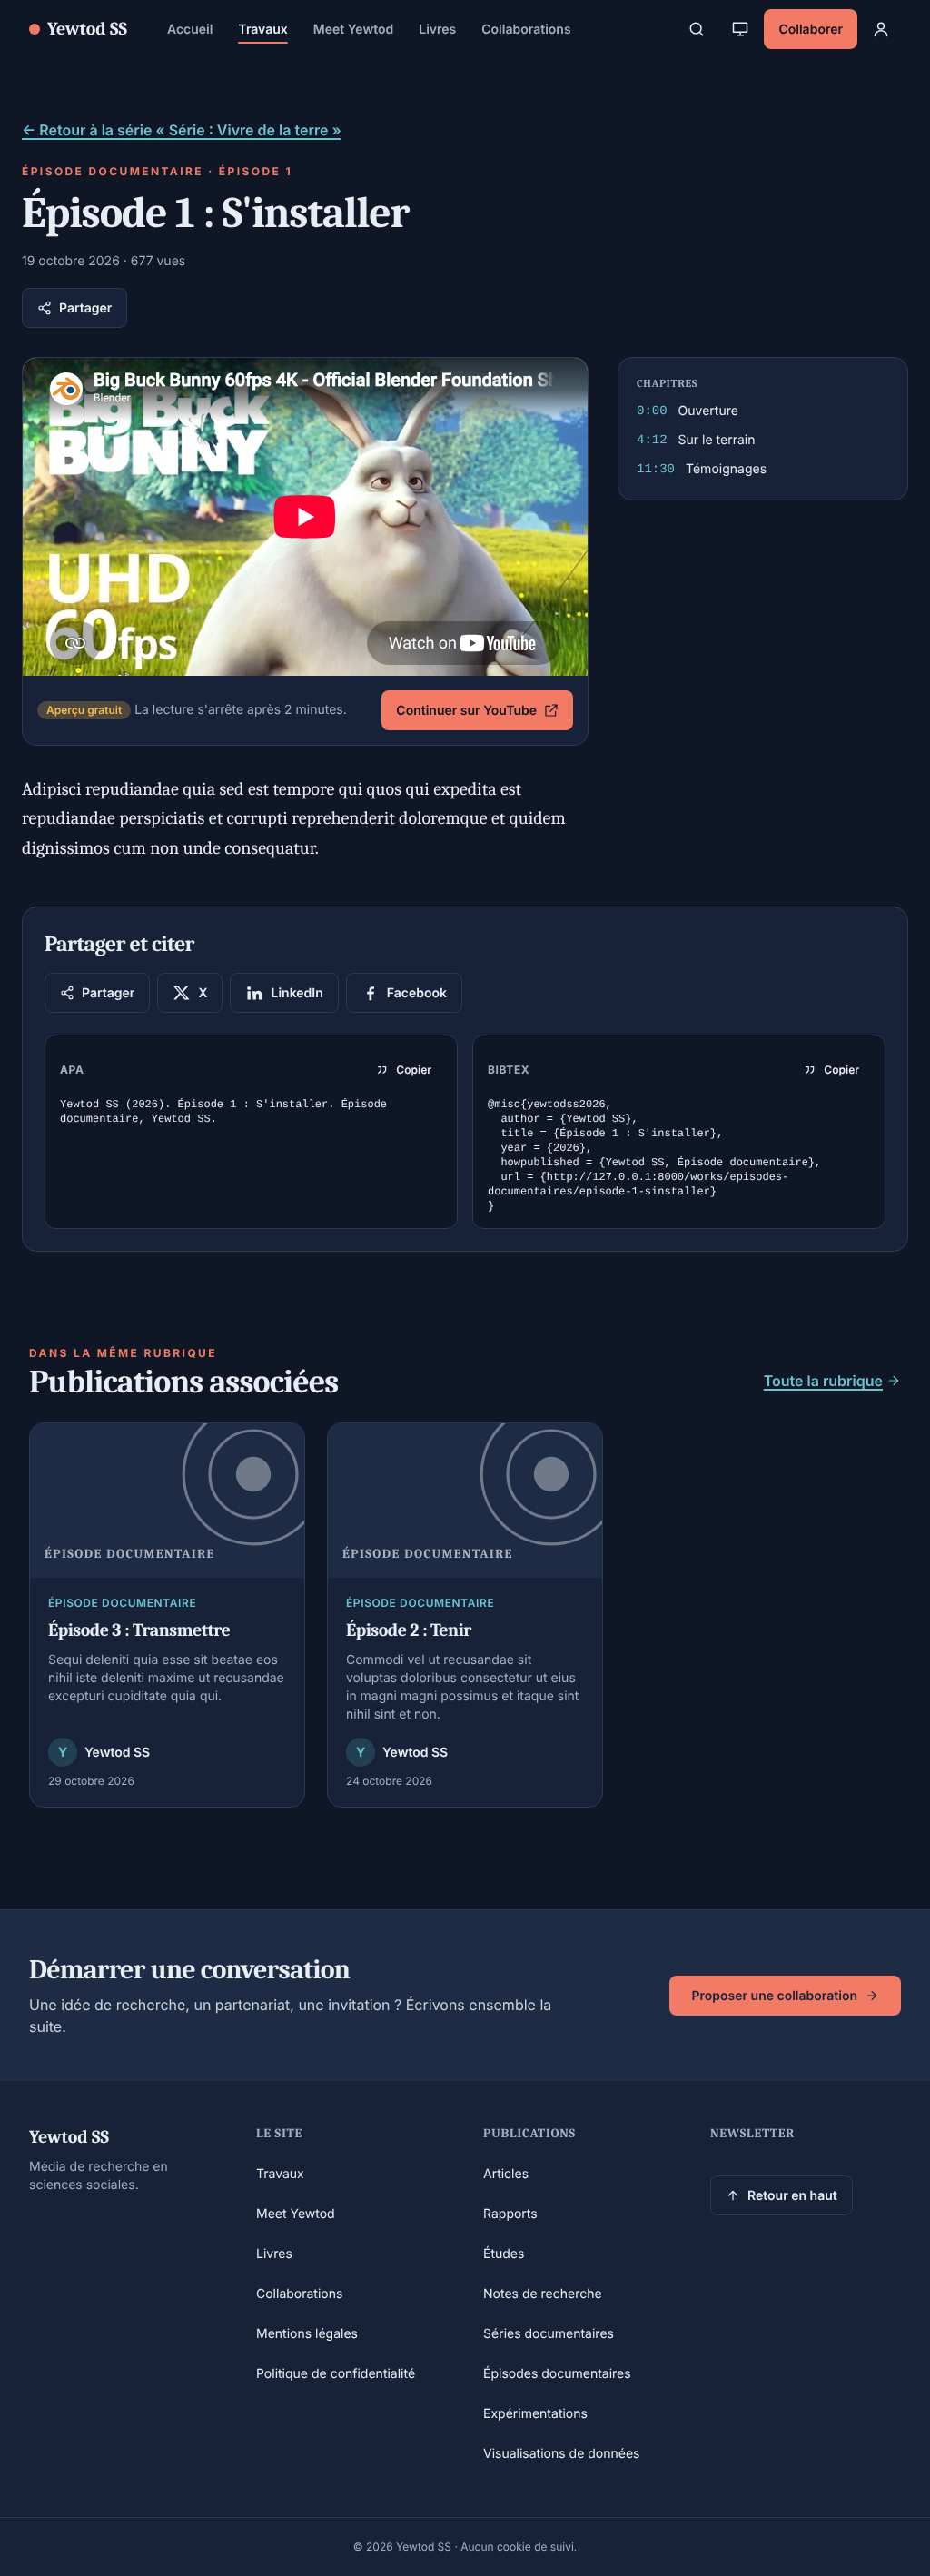 Yewtod SS
Accueil
Travaux
Meet Yewtod
Livres
Collaborations
Collaborer
← Retour à la série « Série : Vivre de la terre »
ÉPISODE DOCUMENTAIRE · ÉPISODE 1
Épisode 1 : S'installer
19 octobre 2026 · 677 vues
Partager
Big Buck Bunny 60fps 4K - Official Blender Foundation
Blender
BIG BUCK
BUNNY
UHD
60fps
Watch on YouTube
Aperçu gratuit La lecture s'arrête après 2 minutes.
Continuer sur YouTube
CHAPITRES
0:00 Ouverture
4:12 Sur le terrain
11:30 Témoignages
Adipisci repudiandae quia sed est tempore qui quos qui expedita est
repudiandae perspiciatis et corrupti reprehenderit doloremque et quidem
dignissimos cum non unde consequatur.
Partager et citer
Partager
X
LinkedIn
Facebook
APA
Copier
Yewtod SS (2026). Épisode 1 : S'installer. Épisode
documentaire, Yewtod SS.
BIBTEX
Copier
@misc{yewtodss2026,
author = {Yewtod SS},
title = {Épisode 1 : S'installer},
year = {2026},
howpublished = {Yewtod SS, Épisode documentaire},
url = {http://127.0.0.1:8000/works/episodes-
documentaires/episode-1-sinstaller}
}
DANS LA MÊME RUBRIQUE
Publications associées
Toute la rubrique →
ÉPISODE DOCUMENTAIRE
ÉPISODE DOCUMENTAIRE
Épisode 3 : Transmettre
Sequi deleniti quia esse sit beatae eos
nihil iste deleniti maxime ut recusandae
excepturi cupiditate quia qui.
Y Yewtod SS
29 octobre 2026
ÉPISODE DOCUMENTAIRE
ÉPISODE DOCUMENTAIRE
Épisode 2 : Tenir
Commodi vel ut recusandae sit
voluptas doloribus consectetur ut eius
in magni magni possimus et itaque sint
nihil sint et non.
Y Yewtod SS
24 octobre 2026
Démarrer une conversation
Une idée de recherche, un partenariat, une invitation ? Écrivons ensemble la
suite.
Proposer une collaboration →
Yewtod SS
Média de recherche en
sciences sociales.
LE SITE
Travaux
Meet Yewtod
Livres
Collaborations
Mentions légales
Politique de confidentialité
PUBLICATIONS
Articles
Rapports
Études
Notes de recherche
Séries documentaires
Épisodes documentaires
Expérimentations
Visualisations de données
NEWSLETTER
↑ Retour en haut
© 2026 Yewtod SS · Aucun cookie de suivi.